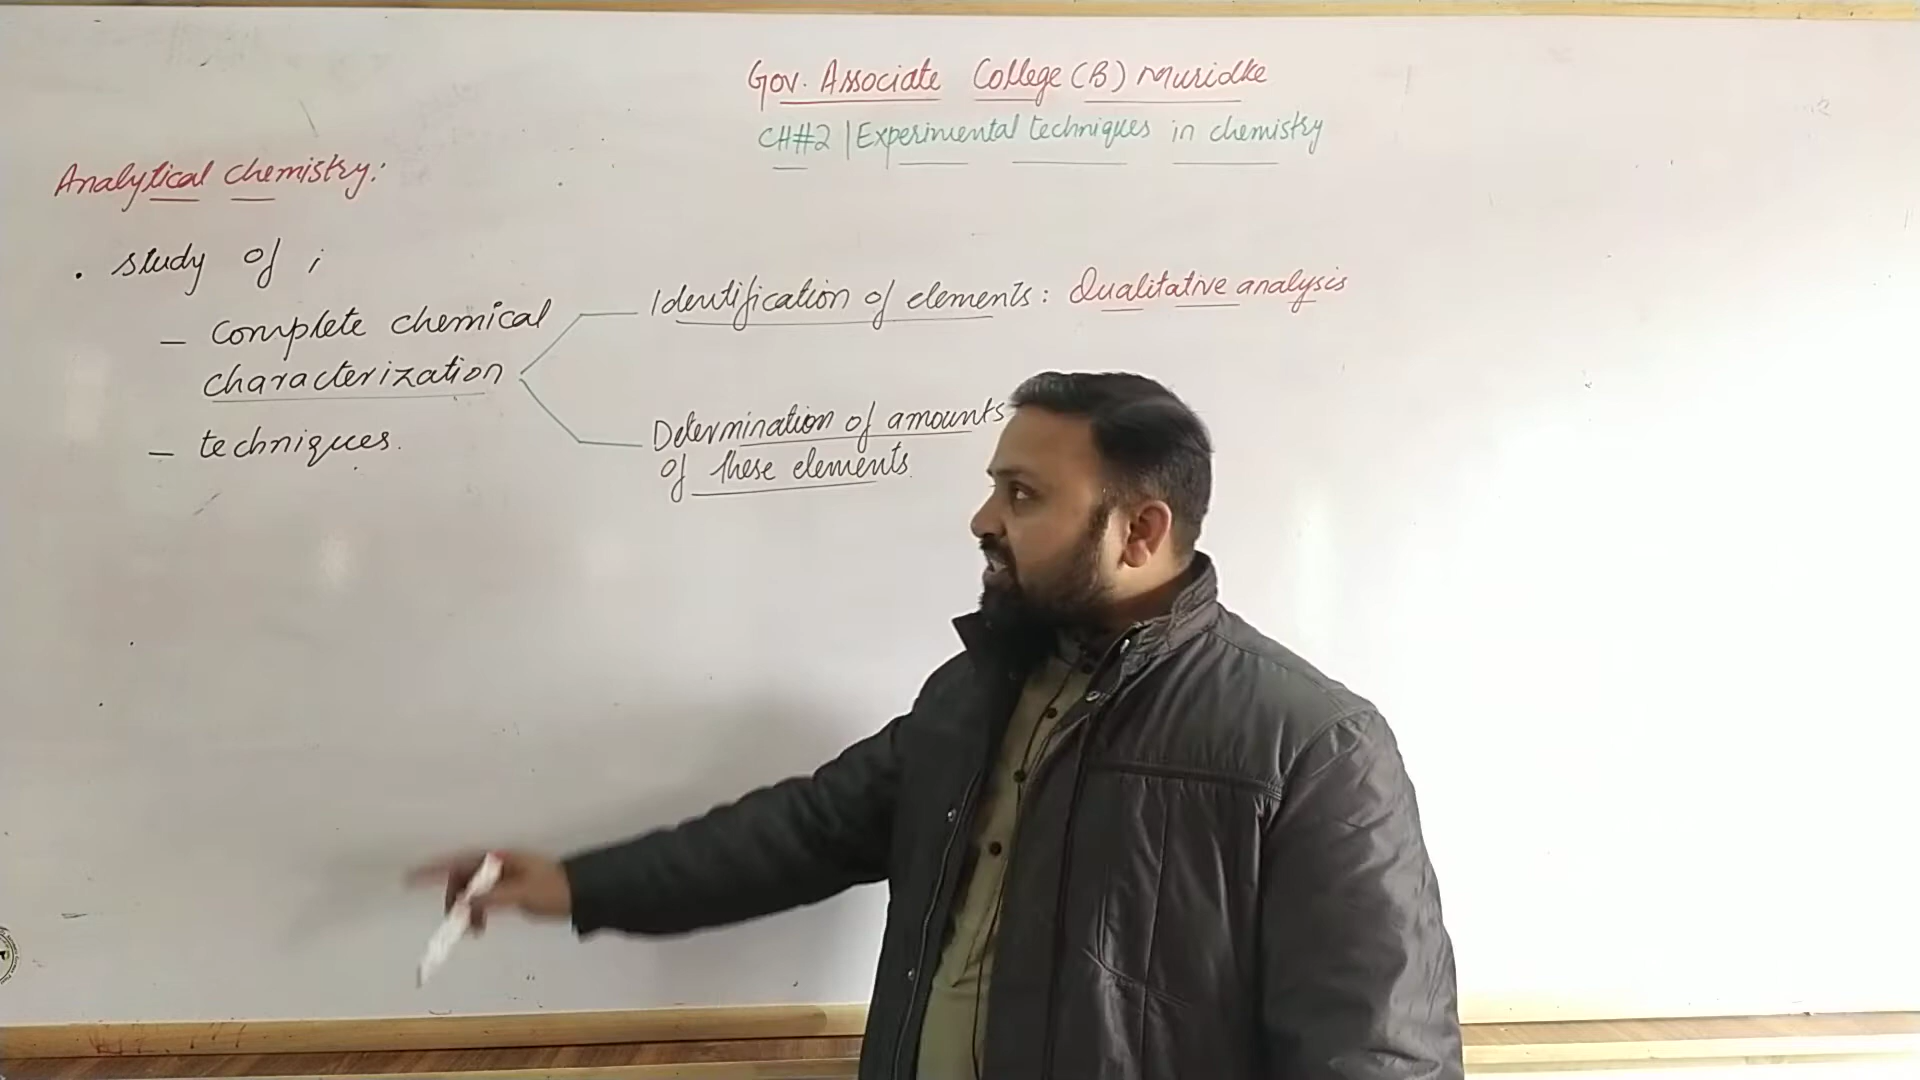 Gov. Associate College (B) Muridke
CH#2 | Experimental techniques in chemistry
Analytical chemistry:
• study of ;
– Complete chemical
characterization
– techniques.
Identification of elements: Qualitative analysis
Determination of amounts
of these elements.